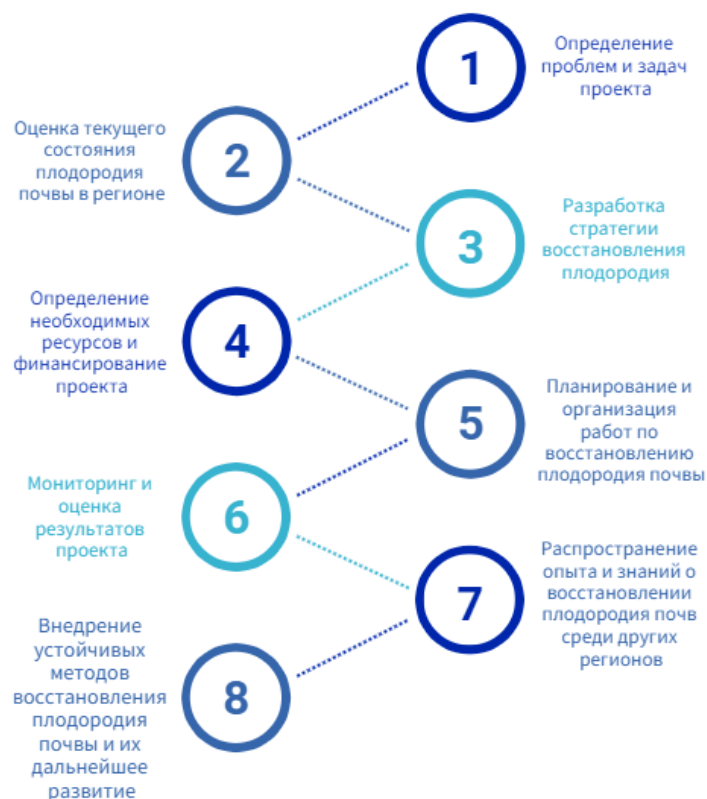 1
Определение
проблем и задач
проекта
2
Оценка текущего
состояния
плодородия
почвы в регионе
3
Разработка
стратегии
восстановления
плодородия
4
Определение
необходимых
ресурсов и
финансирование
проекта
5
Планирование и
организация
работ по
восстановлению
плодородия почвы
6
Мониторинг и
оценка
результатов
проекта
7
Распространение
опыта и знаний о
восстановлении
плодородия почв
среди других
регионов
8
Внедрение
устойчивых
методов
восстановления
плодородия
почвы и их
дальнейшее
развитие